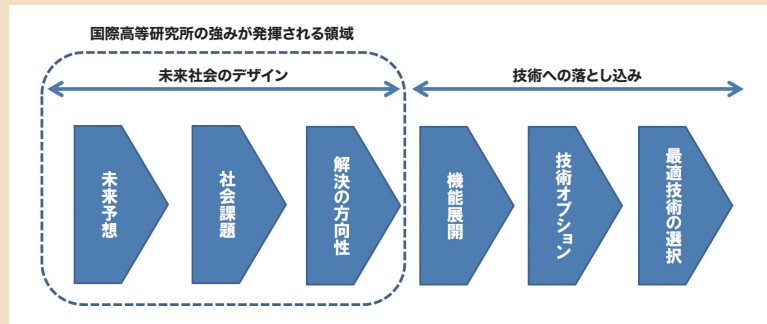 国際高等研究所の強みが発揮される領域
未来社会のデザイン
技術への落とし込み
未来予想
社会課題
解決の方向性
機能展開
技術オプション
最適技術の選択